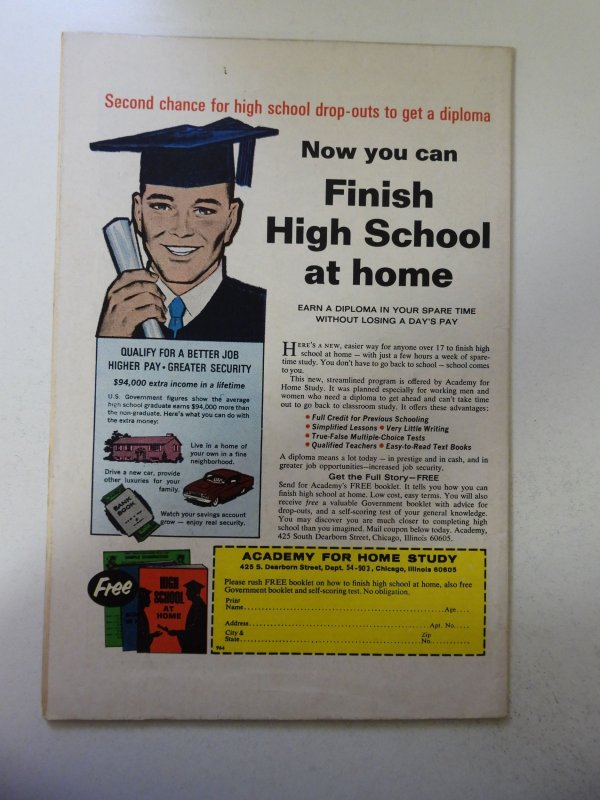 Second chance for high school drop-outs to get a diploma
Now you can
Finish
High School
at home
EARN A DIPLOMA IN YOUR SPARE TIME
WITHOUT LOSING A DAY'S PAY
QUALIFY FOR A BETTER JOB
HIGHER PAY • GREATER SECURITY
$94,000 extra income in a lifetime
U.S. Government figures show the average
high school graduate earns $94,000 more than
the non-graduate. Here's what you can do with
the extra money:
Live in a home of
your own in a fine
neighborhood.
Drive a new car, provide
other luxuries for your
family.
BANK
BOOK
Watch your savings account
grow — enjoy real security.
HERE'S A NEW, easier way for anyone over 17 to finish high
school at home — with just a few hours a week of spare-
time study. You don't have to go back to school — school comes
to you.
This new, streamlined program is offered by Academy for
Home Study. It was planned especially for working men and
women who need a diploma to get ahead and can't take time
out to go back to classroom study. It offers these advantages:
• Full Credit for Previous Schooling
• Simplified Lessons • Very Little Writing
• True-False Multiple-Choice Tests
• Qualified Teachers • Easy-to-Read Text Books
A diploma means a lot today — in prestige and in cash, and in
greater job opportunities—increased job security.
Get the Full Story—FREE
Send for Academy's FREE booklet. It tells you how you can
finish high school at home. Low cost, easy terms. You will also
receive free a valuable Government booklet with advice for
drop-outs, and a self-scoring test of your general knowledge.
You may discover you are much closer to completing high
school than you imagined. Mail coupon below today. Academy,
425 South Dearborn Street, Chicago, Illinois 60605.
Free
HIGH
SCHOOL
AT
HOME
ACADEMY FOR HOME STUDY
425 S. Dearborn Street, Dept. 54-903, Chicago, Illinois 60605
Please rush FREE booklet on how to finish high school at home, also free
Government booklet and self-scoring test. No obligation.
Print
Name Age
Address Apt. No.
City & Zip
State No.
964